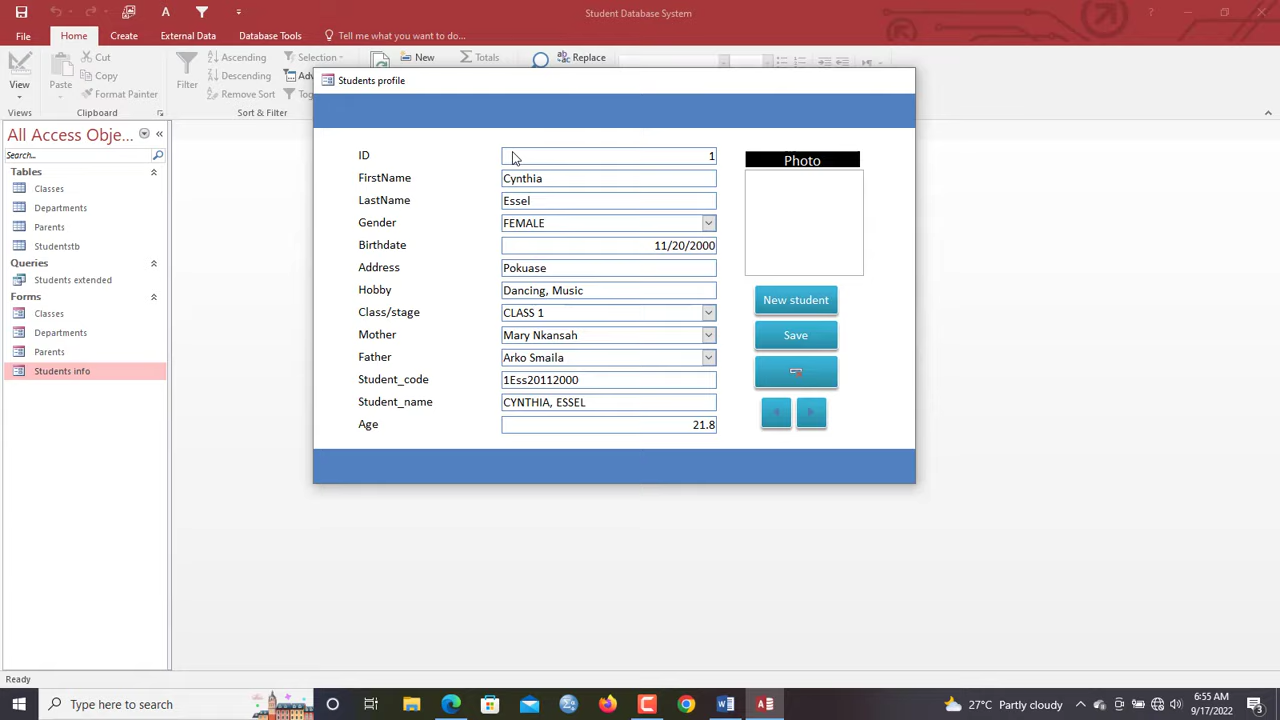 Student Database System
?
File
Home
Create
External Data
Database Tools
Tell me what you want to do...
View
Paste
Cut
Copy
Format Painter
Filter
Ascending
Descending
Remove Sort
Selection
New
Totals
Replace
Views
Clipboard
Sort & Filter
Students profile
All Access Obje...
Search...
Tables
Classes
Departments
Parents
Studentstb
Queries
Students extended
Forms
Classes
Departments
Parents
Students info
ID 1
FirstName Cynthia
LastName Essel
Gender FEMALE
Birthdate 11/20/2000
Address Pokuase
Hobby Dancing, Music
Class/stage CLASS 1
Mother Mary Nkansah
Father Arko Smaila
Student_code 1Ess20112000
Student_name CYNTHIA, ESSEL
Age 21.8
Photo
New student
Save
Ready
Type here to search
27°C Partly cloudy
6:55 AM
9/17/2022
3